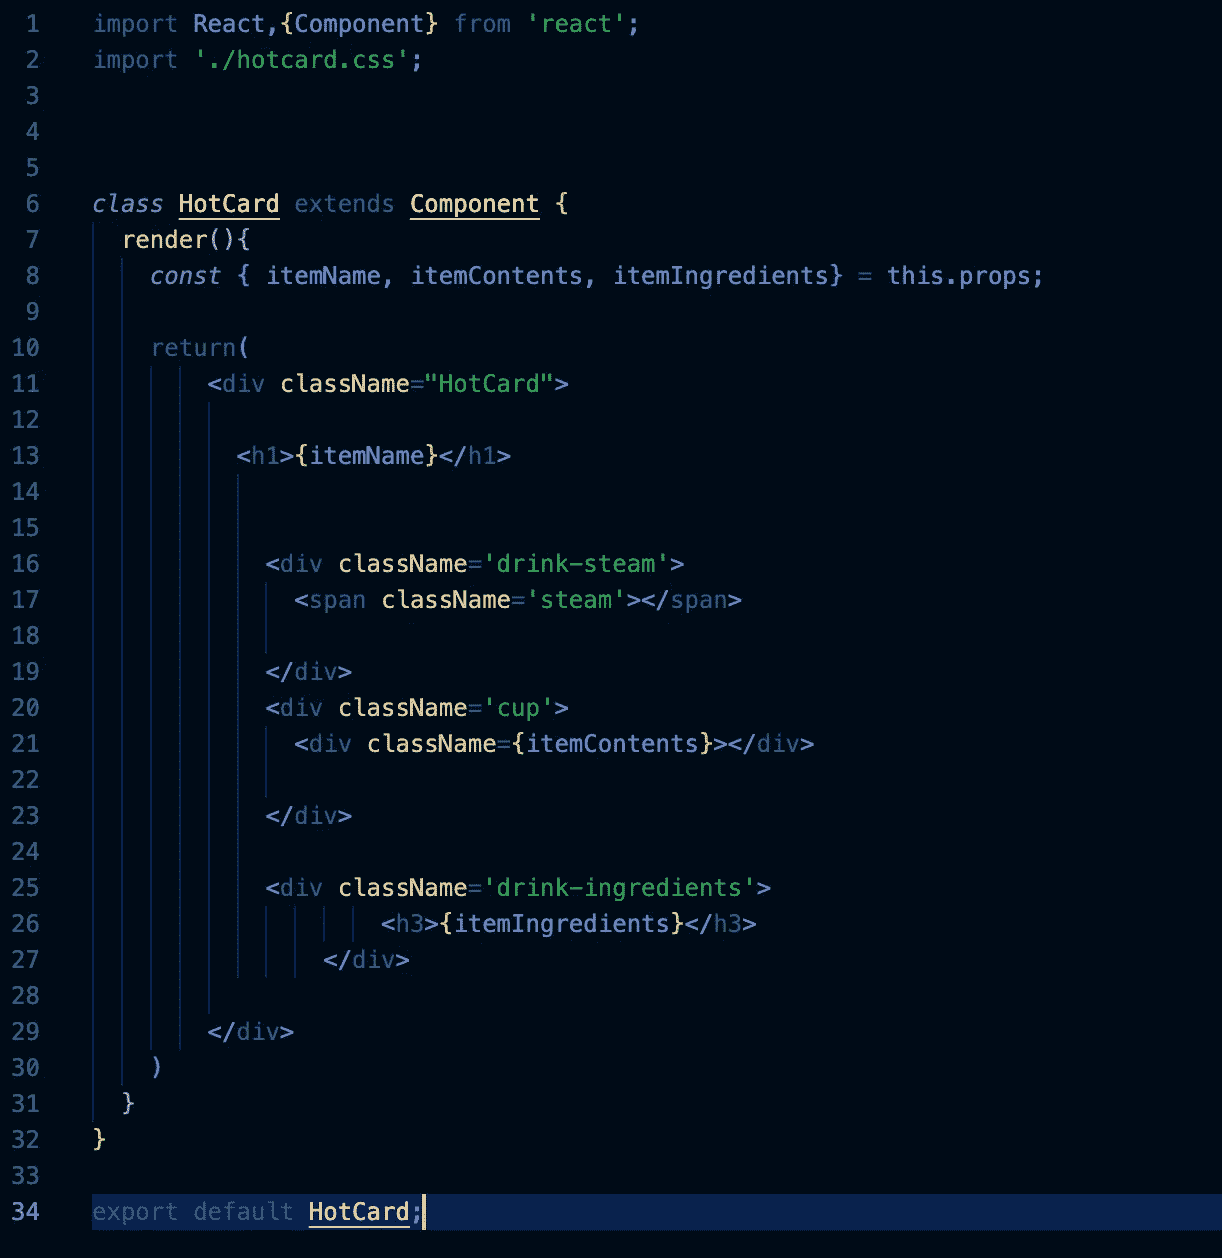 1 import React,{Component} from 'react';
2 import './hotcard.css';
3
4
5
6 class HotCard extends Component {
7 render(){
8 const { itemName, itemContents, itemIngredients} = this.props;
9
10 return(
11 <div className="HotCard">
12
13 <h1>{itemName}</h1>
14
15
16 <div className='drink-steam'>
17 <span className='steam'></span>
18
19 </div>
20 <div className='cup'>
21 <div className={itemContents}></div>
22
23 </div>
24
25 <div className='drink-ingredients'>
26 <h3>{itemIngredients}</h3>
27 </div>
28
29 </div>
30 )
31 }
32 }
33
34 export default HotCard;